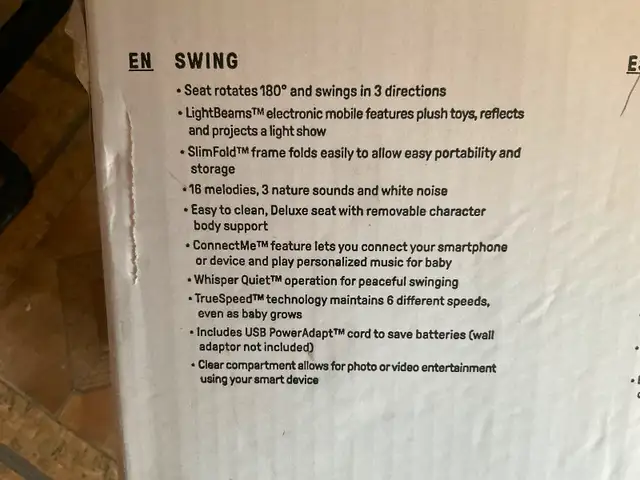 EN SWING
• Seat rotates 180° and swings in 3 directions
• LightBeams™ electronic mobile features plush toys, reflects
and projects a light show
• SlimFold™ frame folds easily to allow easy portability and
storage
• 16 melodies, 3 nature sounds and white noise
• Easy to clean, Deluxe seat with removable character
body support
• ConnectMe™ feature lets you connect your smartphone
or device and play personalized music for baby
• Whisper Quiet™ operation for peaceful swinging
• TrueSpeed™ technology maintains 6 different speeds,
even as baby grows
• Includes USB PowerAdapt™ cord to save batteries (wall
adaptor not included)
• Clear compartment allows for photo or video entertainment
using your smart device